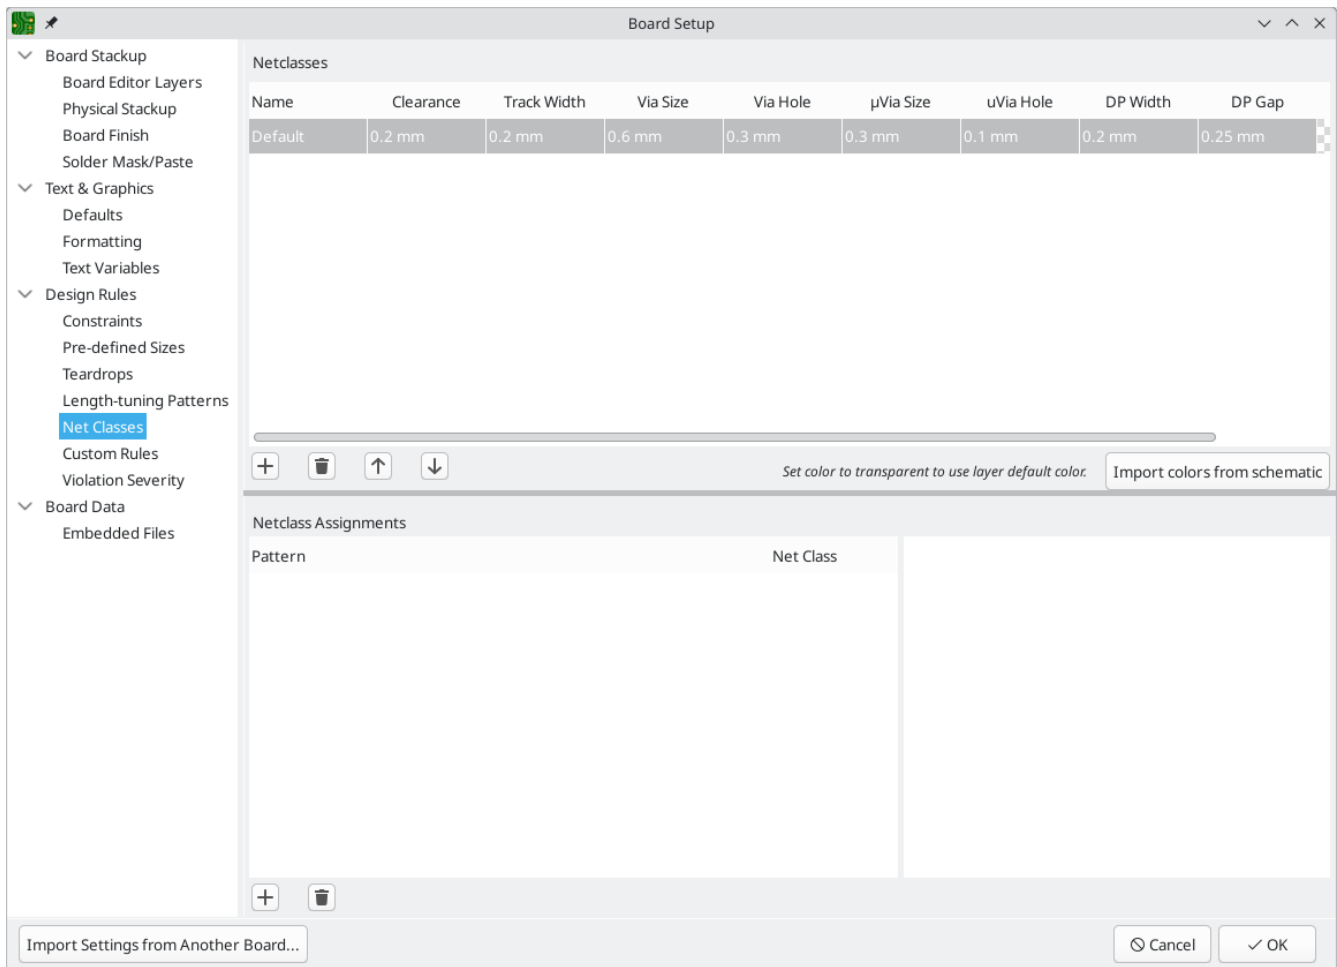 Board Setup
Board Stackup
Board Editor Layers
Physical Stackup
Board Finish
Solder Mask/Paste
Text & Graphics
Defaults
Formatting
Text Variables
Design Rules
Constraints
Pre-defined Sizes
Teardrops
Length-tuning Patterns
Net Classes
Custom Rules
Violation Severity
Board Data
Embedded Files
Netclasses
Name Clearance Track Width Via Size Via Hole µVia Size uVia Hole DP Width DP Gap
Default 0.2 mm 0.2 mm 0.6 mm 0.3 mm 0.3 mm 0.1 mm 0.2 mm 0.25 mm
Set color to transparent to use layer default color. Import colors from schematic
Netclass Assignments
Pattern Net Class
Import Settings from Another Board... Cancel OK